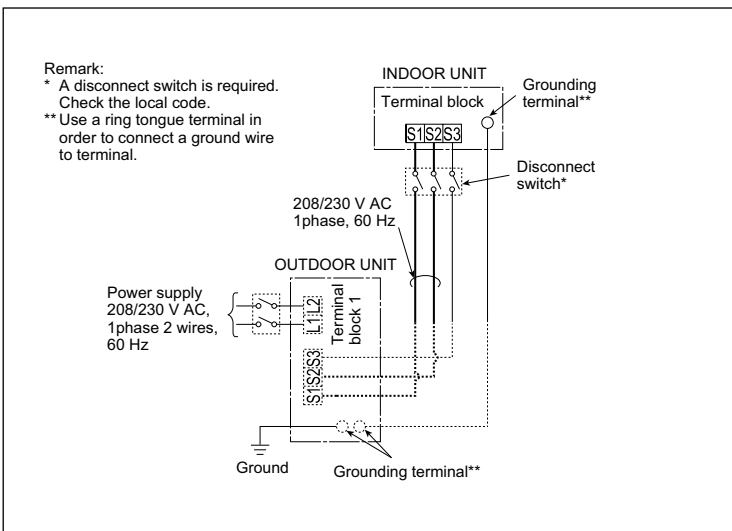 Remark:
* A disconnect switch is required.
Check the local code.
** Use a ring tongue terminal in
order to connect a ground wire
to terminal.
INDOOR UNIT
Terminal block
S1 S2 S3
Grounding
terminal**
Disconnect
switch*
208/230 V AC
1phase, 60 Hz
OUTDOOR UNIT
Power supply
208/230 V AC,
1phase 2 wires,
60 Hz
L1 L2
Terminal
block 1
S1 S2 S3
Ground
Grounding terminal**